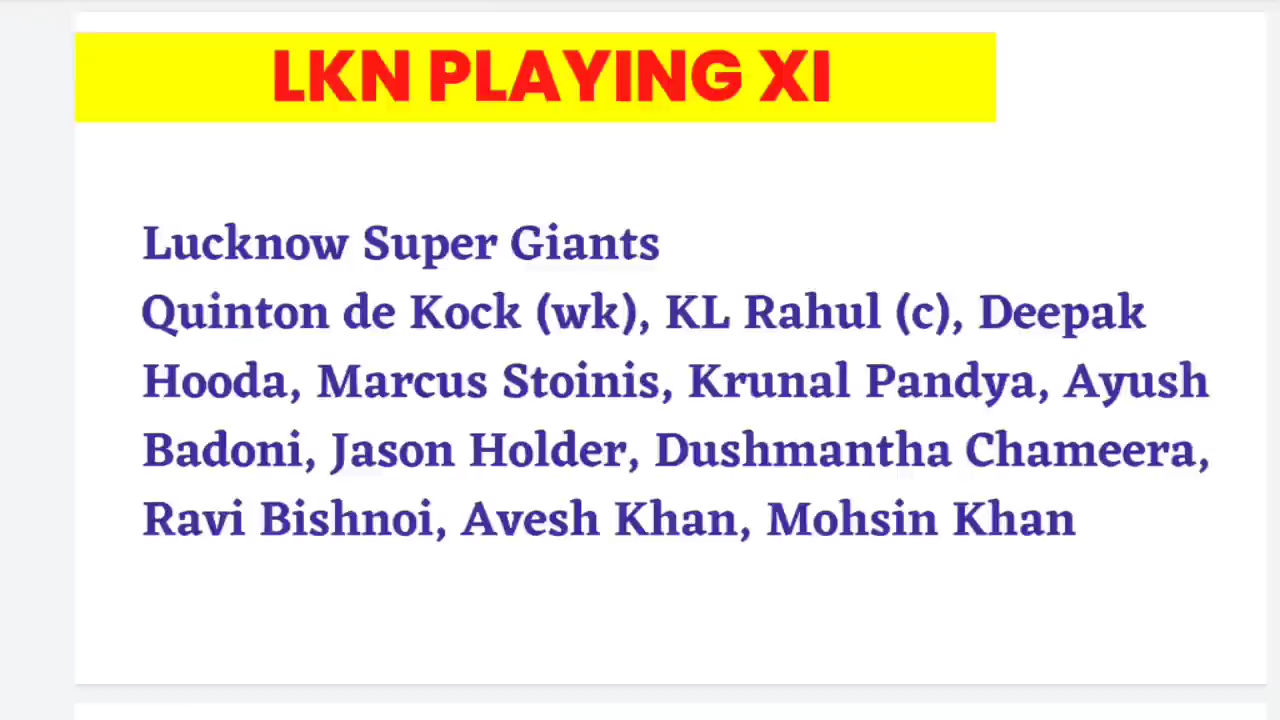 LKN PLAYING XI
Lucknow Super Giants
Quinton de Kock (wk), KL Rahul (c), Deepak
Hooda, Marcus Stoinis, Krunal Pandya, Ayush
Badoni, Jason Holder, Dushmantha Chameera,
Ravi Bishnoi, Avesh Khan, Mohsin Khan